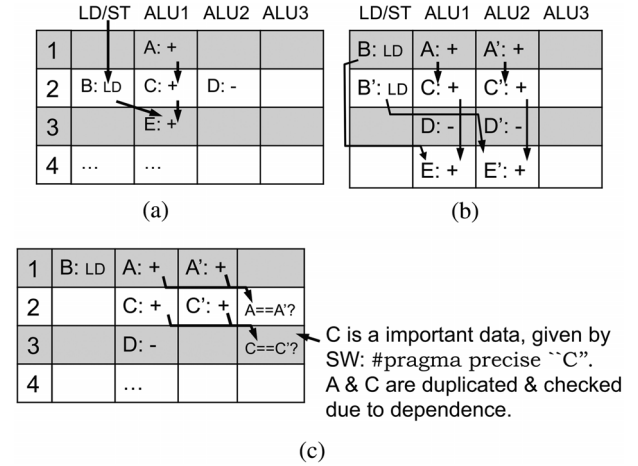 LD/ST ALU1 ALU2 ALU3
1 A: +
2 B: LD C: + D: -
3 E: +
4 ... ...
(a)
LD/ST ALU1 ALU2 ALU3
B: LD A: + A’: +
B’: LD C: + C’: +
D: - D’: -
E: + E’: +
(b)
1 B: LD A: + A’: +
2 C: + C’: + A==A’?
3 D: - C==C’?
4 ...
C is a important data, given by
SW: #pragma precise ``C”.
A & C are duplicated & checked
due to dependence.
(c)